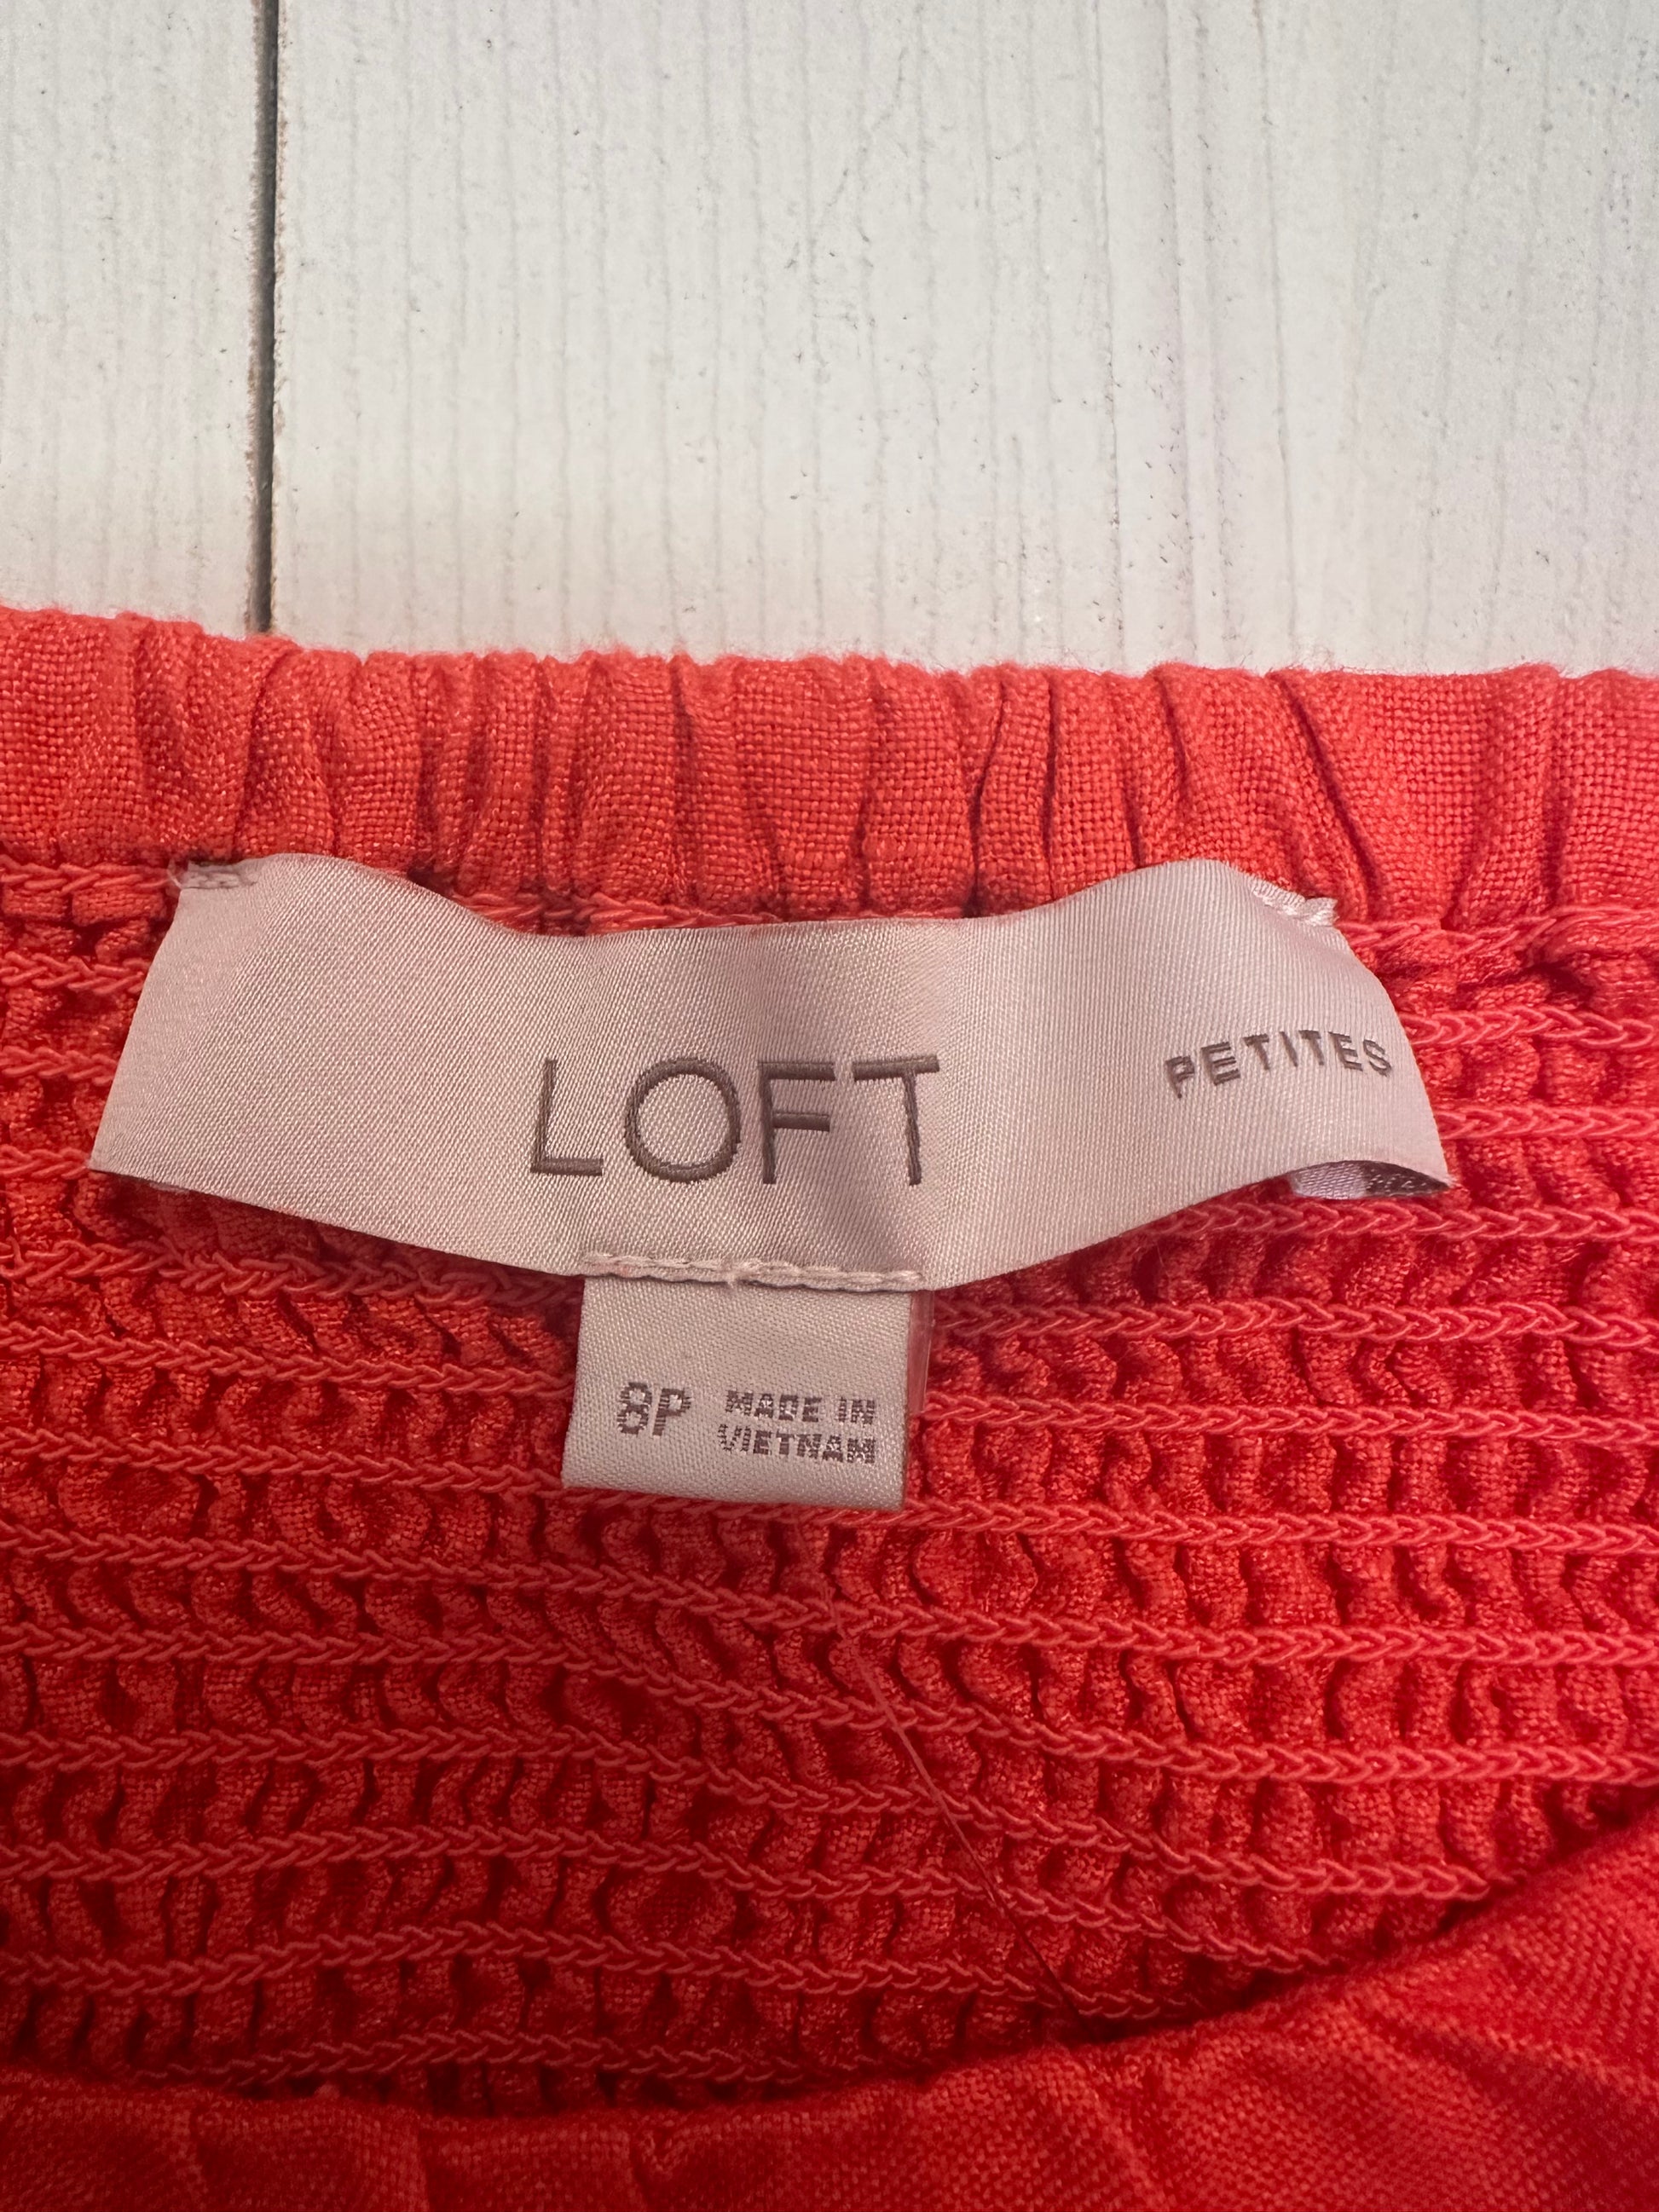 LOFT
PETITES
8P
MADE IN
VIETNAM